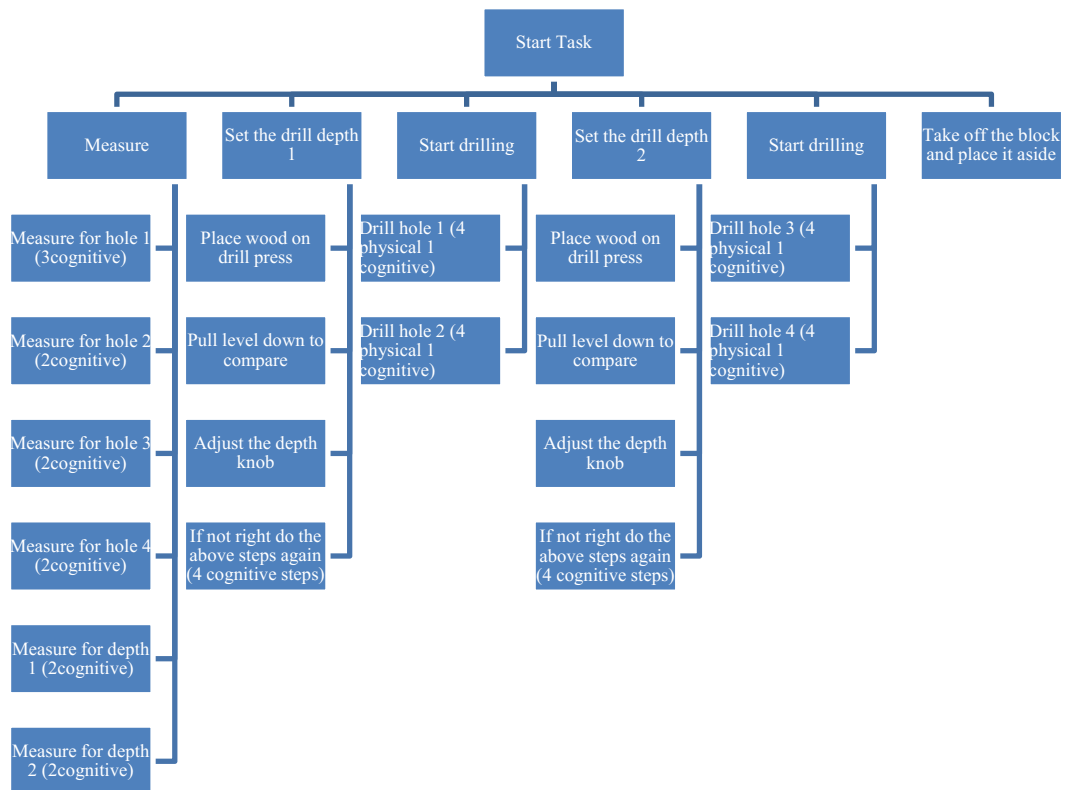 Start Task
Measure
Set the drill depth
1
Start drilling
Set the drill depth
2
Start drilling
Take off the block
and place it aside
Measure for hole 1
(3cognitive)
Measure for hole 2
(2cognitive)
Measure for hole 3
(2cognitive)
Measure for hole 4
(2cognitive)
Measure for depth
1 (2cognitive)
Measure for depth
2 (2cognitive)
Place wood on
drill press
Pull level down to
compare
Adjust the depth
knob
If not right do the
above steps again
(4 cognitive steps)
Drill hole 1 (4
physical 1
cognitive)
Drill hole 2 (4
physical 1
cognitive)
Place wood on
drill press
Pull level down to
compare
Adjust the depth
knob
If not right do the
above steps again
(4 cognitive steps)
Drill hole 3 (4
physical 1
cognitive)
Drill hole 4 (4
physical 1
cognitive)